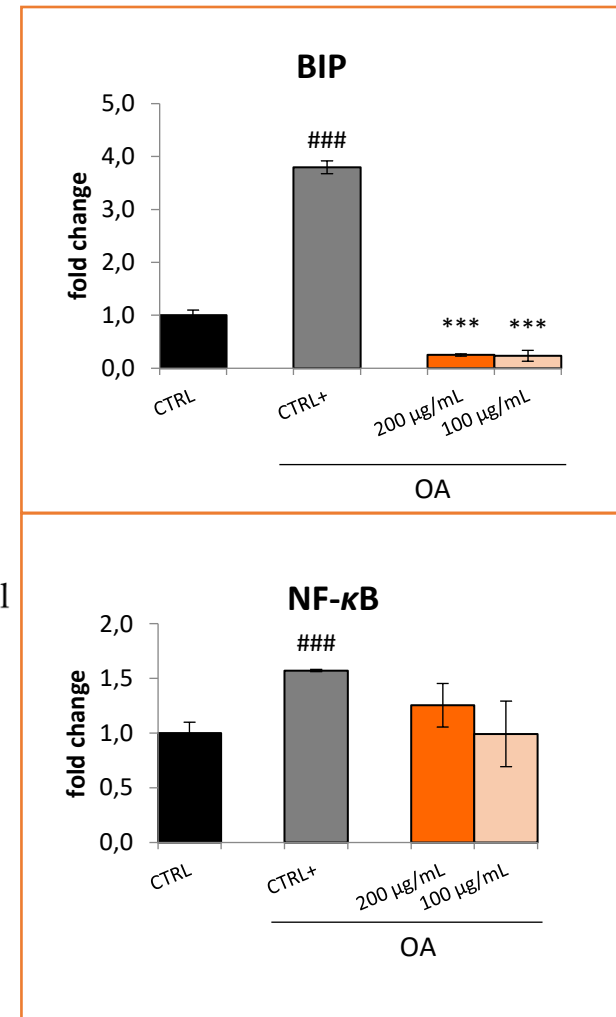 BIP
fold change
5,0
4,0
3,0
2,0
1,0
0,0
###
*** ***
CTRL CTRL+ 200 µg/mL 100 µg/mL
OA
l
NF-κB
fold change
2,0
1,5
1,0
0,5
0,0
###
CTRL CTRL+ 200 µg/mL 100 µg/mL
OA